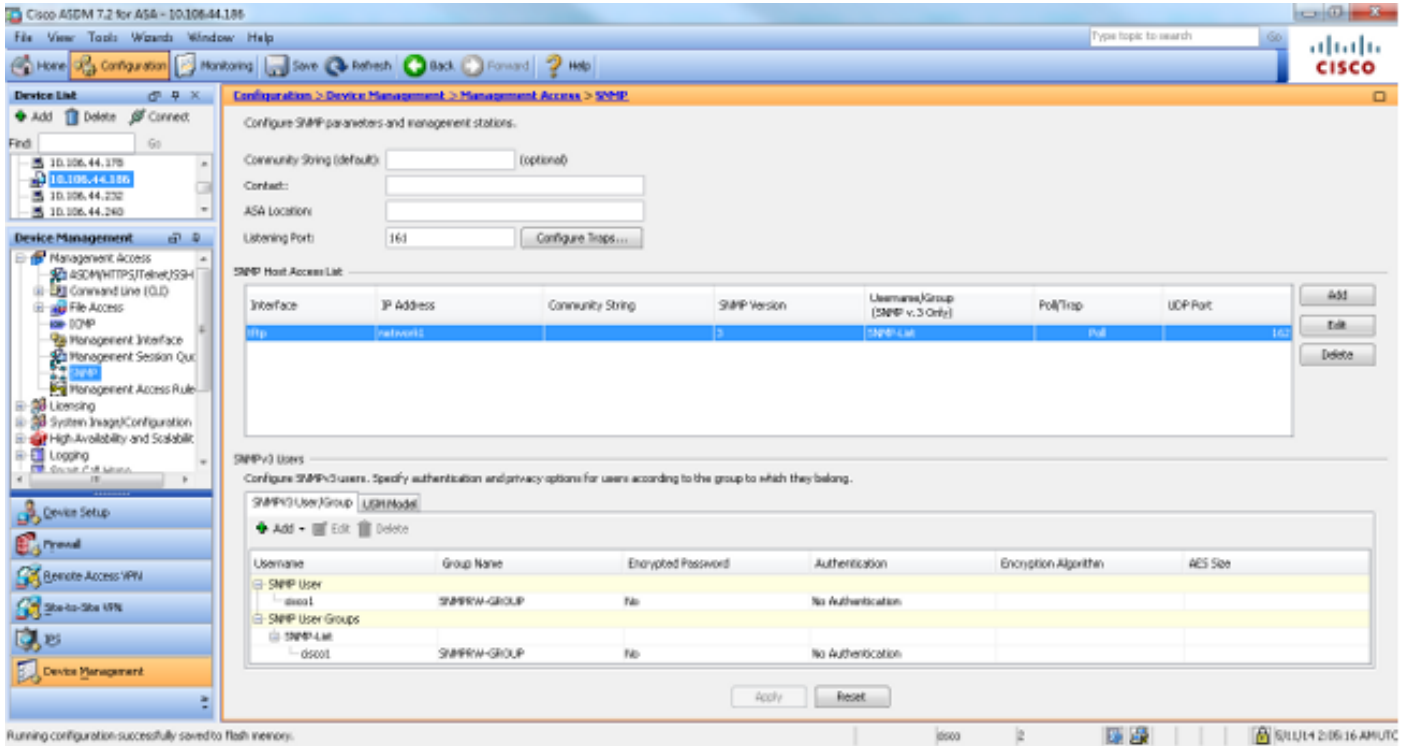 Cisco ASDM 7.2 for ASA - 10.106.44.186
File View Tools Wizards Window Help
Type topic to search Go
Home Configuration Monitoring Save Refresh Back Forward Help
CISCO
Device List
Add Delete Connect
Find: Go
10.106.44.178
10.106.44.186
10.106.44.232
10.106.44.240
Device Management
Management Access
ASDM/HTTPS/Telnet/SSH
Command Line (CLI)
File Access
ICMP
Management Interface
Management Session Quo
SNMP
Management Access Rule
Licensing
System Image/Configuration
High Availability and Scalabilit
Logging
Smart Call Home
Device Setup
Firewall
Remote Access VPN
Site-to-Site VPN
IPS
Device Management
Configuration > Device Management > Management Access > SNMP
Configure SNMP parameters and management stations.
Community String (default): (optional)
Contact:
ASA Location:
Listening Port: 161 Configure Traps...
SNMP Host Access List
Interface IP Address Community String SNMP Version Username/Group (SNMP v.3 Only) Poll/Trap UDP Port
tftp network1 3 SNMP-List Poll 162
Add
Edit
Delete
SNMPv3 Users
Configure SNMPv3 users. Specify authentication and privacy options for users according to the group to which they belong.
SNMPV3 User/Group USM Model
Add Edit Delete
Username Group Name Encrypted Password Authentication Encryption Algorithm AES Size
SNMP User
cisco1 SNMPRW-GROUP No No Authentication
SNMP User Groups
SNMP-List
cisco1 SNMPRW-GROUP No No Authentication
Apply Reset
Running configuration successfully saved to flash memory.
cisco 2 5/11/14 2:05:16 AM UTC